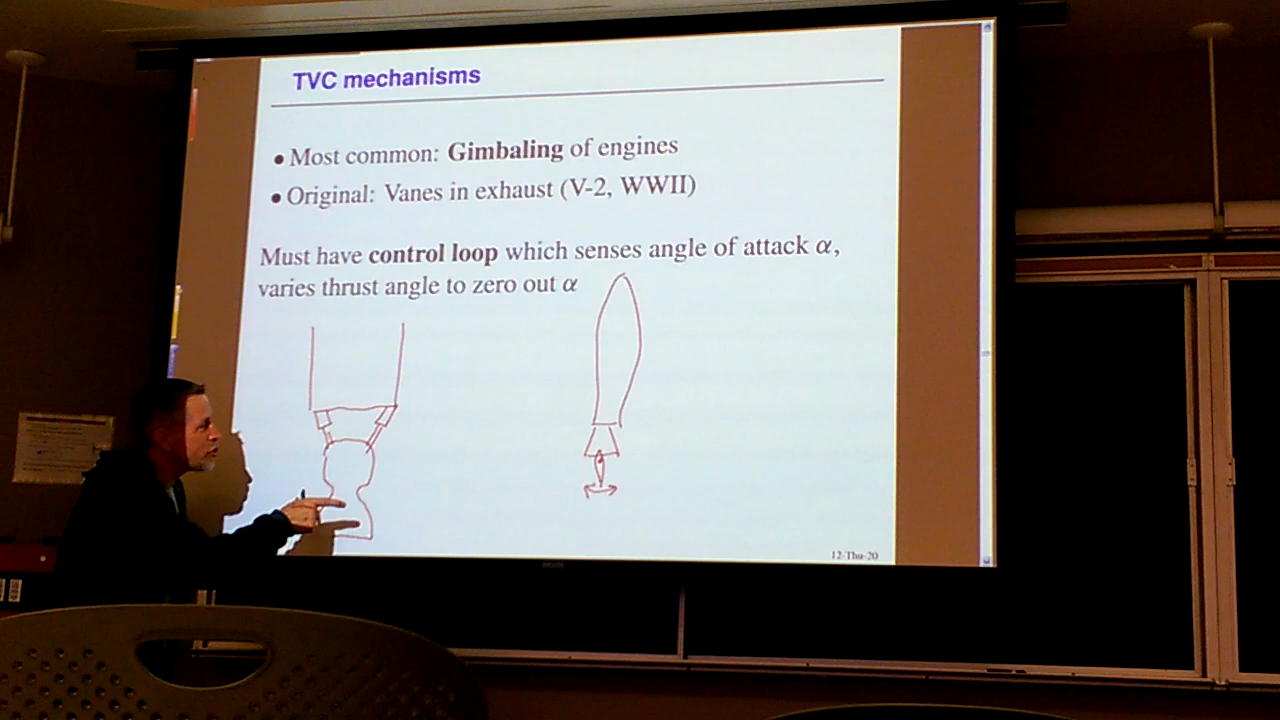 TVC mechanisms
• Most common: Gimbaling of engines
• Original: Vanes in exhaust (V-2, WWII)
Must have control loop which senses angle of attack α,
varies thrust angle to zero out α
12-Thu-20